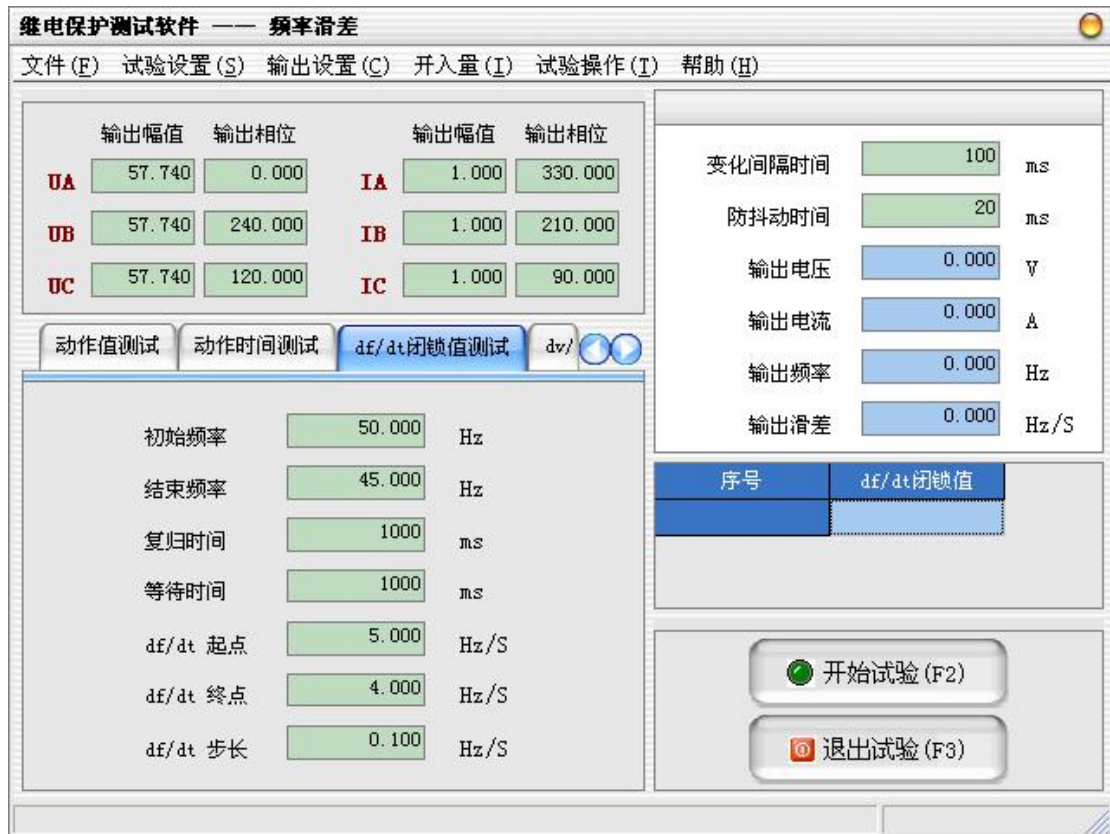 继电保护测试软件 —— 频率滑差
文件(F) 试验设置(S) 输出设置(C) 开入量(I) 试验操作(T) 帮助(H)
输出幅值 输出相位 输出幅值 输出相位
UA 57.740 0.000 IA 1.000 330.000
UB 57.740 240.000 IB 1.000 210.000
UC 57.740 120.000 IC 1.000 90.000
动作值测试 动作时间测试 df/dt闭锁值测试 dv/
初始频率 50.000 Hz
结束频率 45.000 Hz
复归时间 1000 ms
等待时间 1000 ms
df/dt 起点 5.000 Hz/S
df/dt 终点 4.000 Hz/S
df/dt 步长 0.100 Hz/S
变化间隔时间 100 ms
防抖动时间 20 ms
输出电压 0.000 V
输出电流 0.000 A
输出频率 0.000 Hz
输出滑差 0.000 Hz/S
序号 df/dt闭锁值
开始试验(F2)
退出试验(F3)